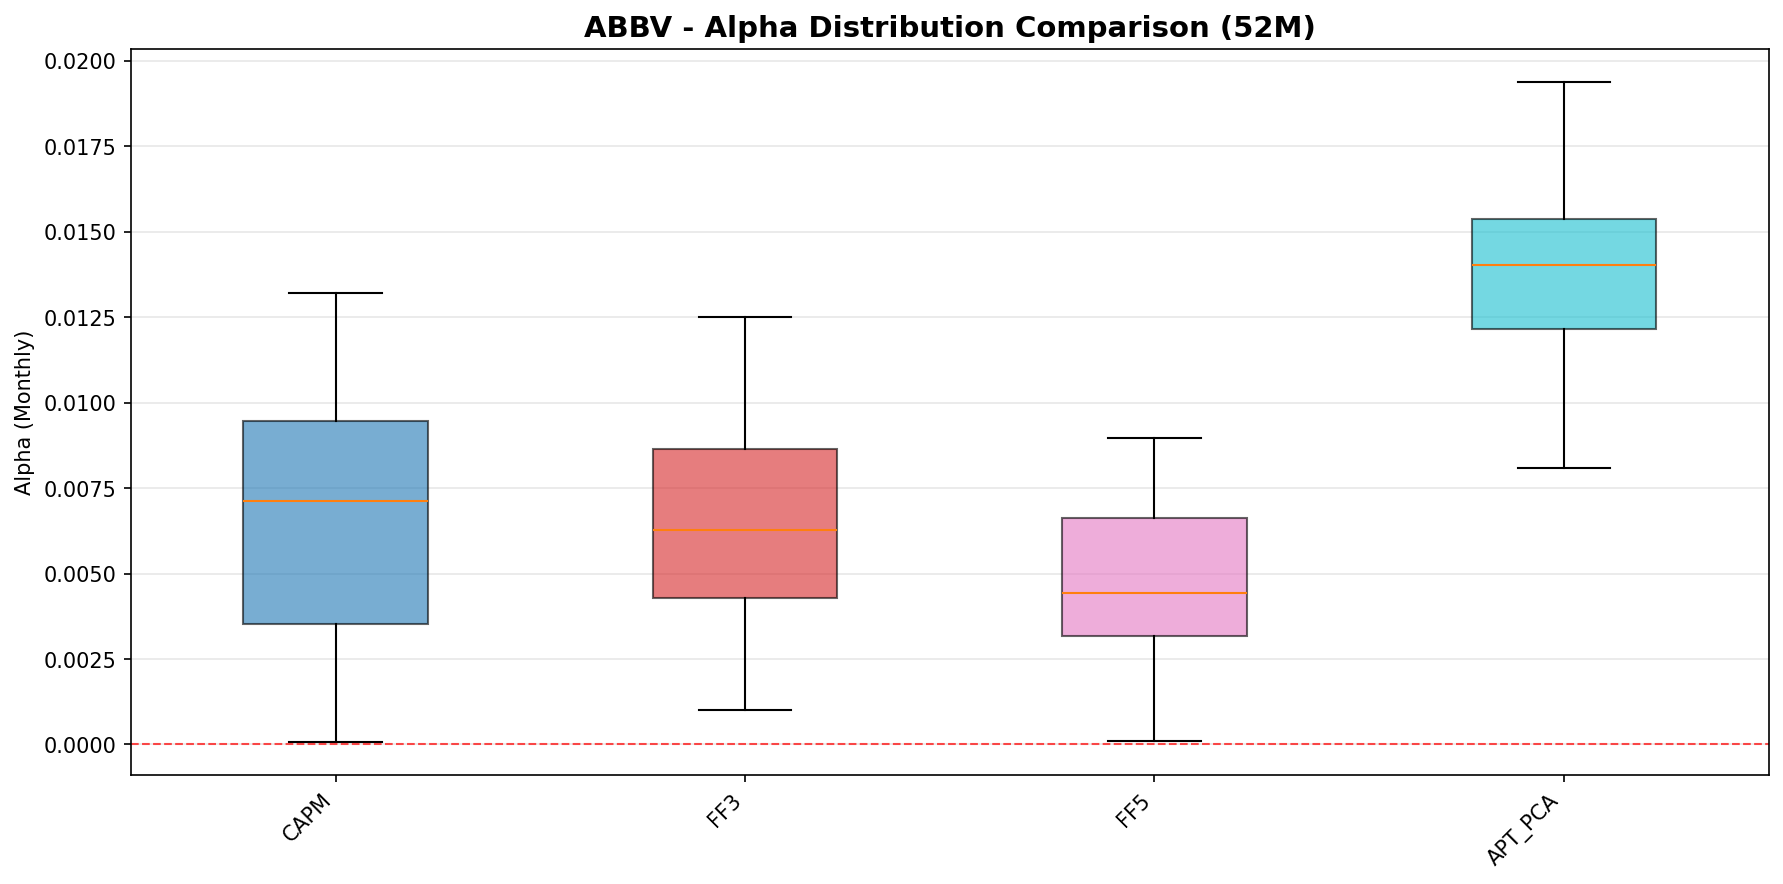 ABBV - Alpha Distribution Comparison (52M)
Alpha (Monthly)
0.0200
0.0175
0.0150
0.0125
0.0100
0.0075
0.0050
0.0025
0.0000
CAPM
FF3
FF5
APT_PCA